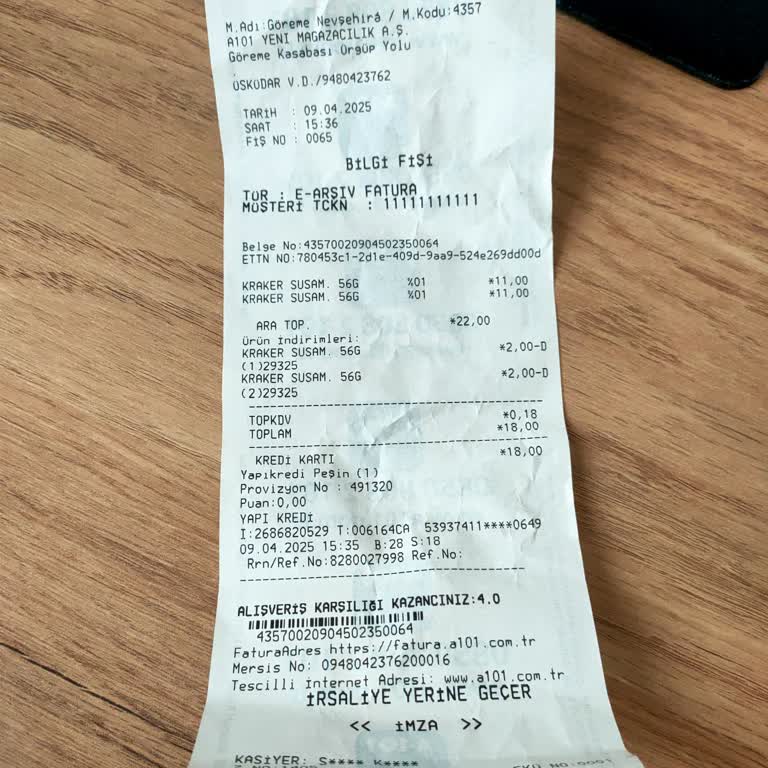 M.Adı:Göreme Nevşehirá / M.Kodu:4357
A101 YENİ MAĞAZACILIK A.Ş.
Göreme Kasabası Ürgüp Yolu
.
ÜSKÜDAR V.D./9480423762
TARİH : 09.04.2025
SAAT : 15:36
FİŞ NO : 0065
BİLGİ FİŞİ
TÜR : E-ARŞİV FATURA
MÜŞTERİ TCKN : 11111111111
Belge No:43570020904502350064
ETTN NO:780453c1-2d1e-409d-9aa9-524e269dd00d
KRAKER SUSAM. 56G %01 *11,00
KRAKER SUSAM. 56G %01 *11,00
ARA TOP. *22,00
Ürün İndirimleri:
KRAKER SUSAM. 56G *2,00-D
(1)29325
KRAKER SUSAM. 56G *2,00-D
(2)29325
TOPKDV *0,18
TOPLAM *18,00
KREDİ KARTI *18,00
Yapıkredi Peşin (1)
Provizyon No : 491320
Puan:0,00
YAPI KREDİ
I:2686820529 T:006164CA 53937411****0649
09.04.2025 15:35 B:28 S:18
Rrn/Ref.No:8280027998 Ref.No:
ALIŞVERİŞ KARŞILIĞI KAZANCINIZ:4.0
43570020904502350064
FaturaAdres https://fatura.a101.com.tr
Mersis No: 0948042376200016
Tescilli İnternet Adresi: www.a101.com.tr
İRSALİYE YERİNE GEÇER
<< İMZA >>
KASİYER: S**** K****